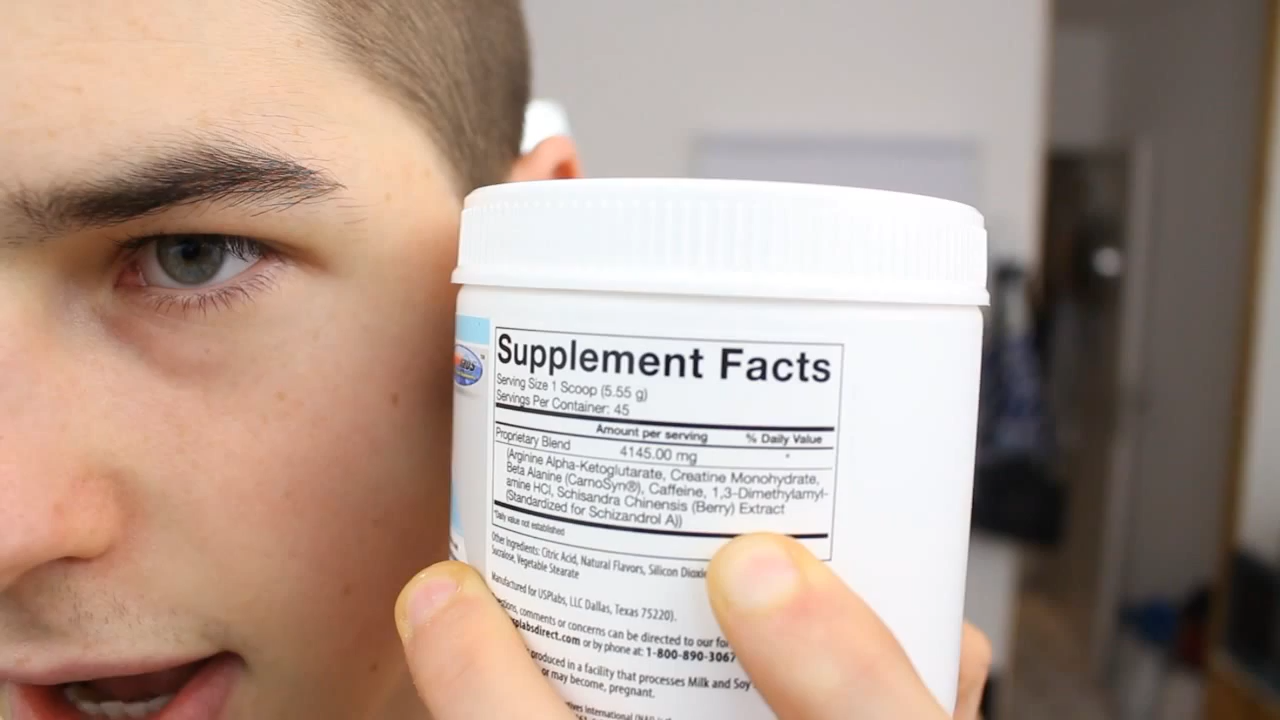 Supplement Facts
Serving Size 1 Scoop (5.55 g)
Servings Per Container: 45
Amount per serving % Daily Value
Proprietary Blend 4145.00 mg *
(Arginine Alpha-Ketoglutarate, Creatine Monohydrate,
Beta Alanine (CarnoSyn®), Caffeine, 1,3-Dimethylamyl-
amine HCl, Schisandra Chinensis (Berry) Extract
(Standardized for Schizandrol A))
*Daily value not established
Other Ingredients: Citric Acid, Natural Flavors, Silicon
Sucralose, Vegetable Stearate
Manufactured for USPlabs, LLC Dallas, Texas 75220).
comments or concerns can be directed to our
or by phone at: 1-800-890-3067
produced in a facility that processes Milk and Soy
or may become, pregnant.